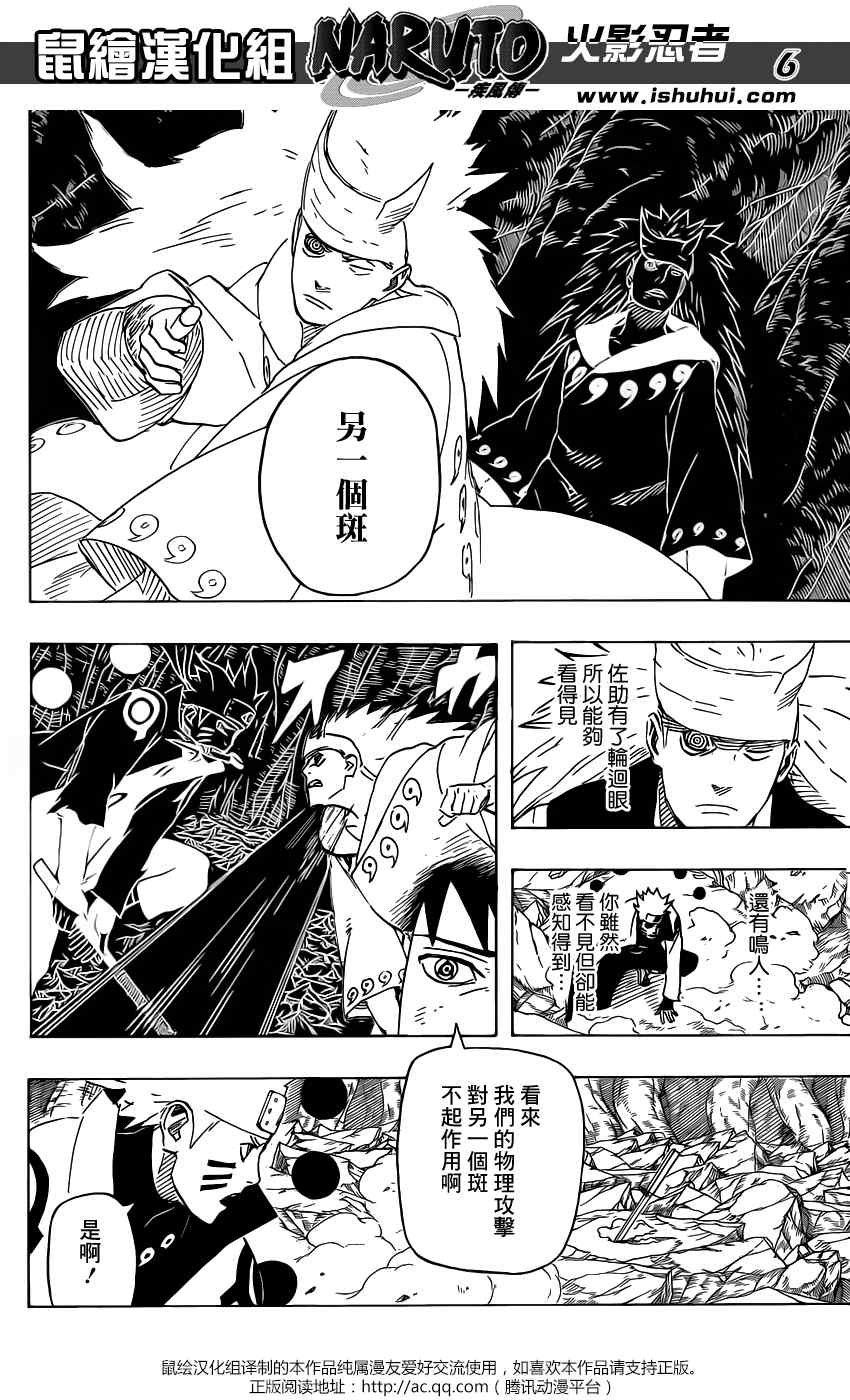 鼠繪漢化組
NARUTO
疾風傳
火影忍者
6
www.ishuhui.com
另一個斑
佐助有了輪迴眼
所以能夠
看得見
還有鳴人…
你雖然
看不見但卻能
感知得到…
看來
我們的物理攻擊
對另一個斑
不起作用啊
是啊！
鼠绘汉化组译制的本作品纯属漫友爱好交流使用，如喜欢本作品请支持正版。
正版阅读地址：http://ac.qq.com（腾讯动漫平台）